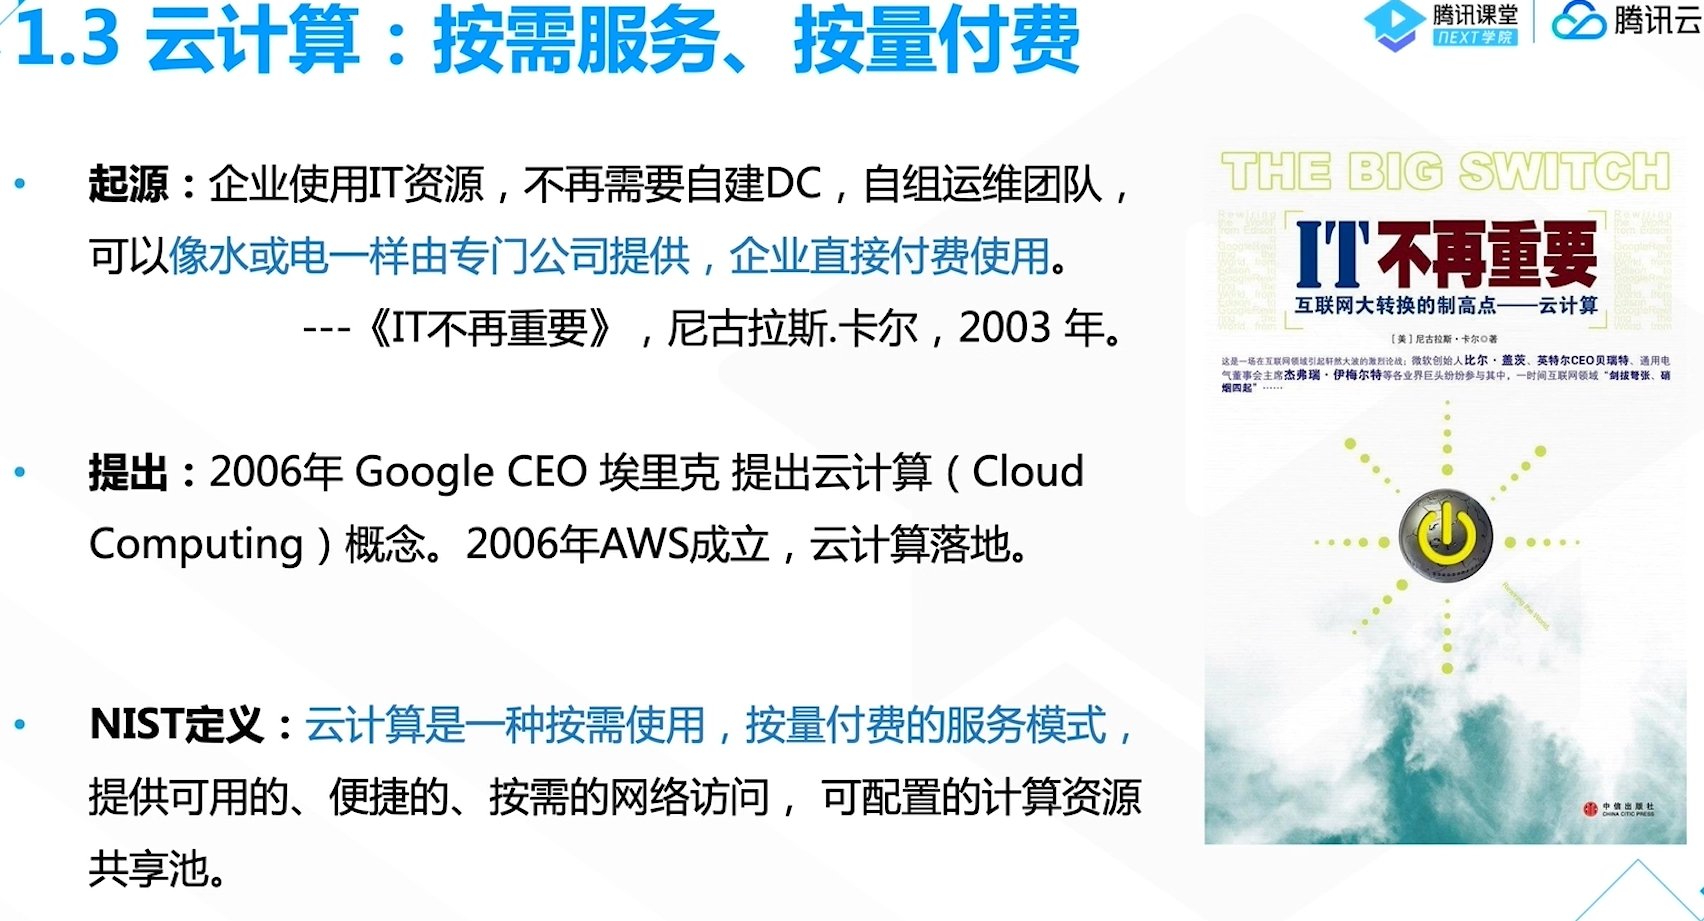 1.3 云计算：按需服务、按量付费
腾讯课堂
NEXT学院
腾讯云
• 起源：企业使用IT资源，不再需要自建DC，自组运维团队，
可以像水或电一样由专门公司提供，企业直接付费使用。
---《IT不再重要》，尼古拉斯.卡尔，2003 年。
• 提出：2006年 Google CEO 埃里克 提出云计算（Cloud
Computing）概念。2006年AWS成立，云计算落地。
• NIST定义：云计算是一种按需使用，按量付费的服务模式，
提供可用的、便捷的、按需的网络访问， 可配置的计算资源
共享池。
THE BIG SWITCH
IT不再重要
互联网大转换的制高点——云计算
[美]尼古拉斯·卡尔◎著
这是一场在互联网领域引起轩然大波的激烈论战；微软创始人比尔·盖茨、英特尔CEO贝瑞特、通用电
气董事会主席杰弗瑞·伊梅尔特等各业界巨头纷纷参与其中，一时间互联网领域“剑拔弩张、硝
烟四起”……
Rewiring the World,
中信出版社
CHINA CITIC PRESS